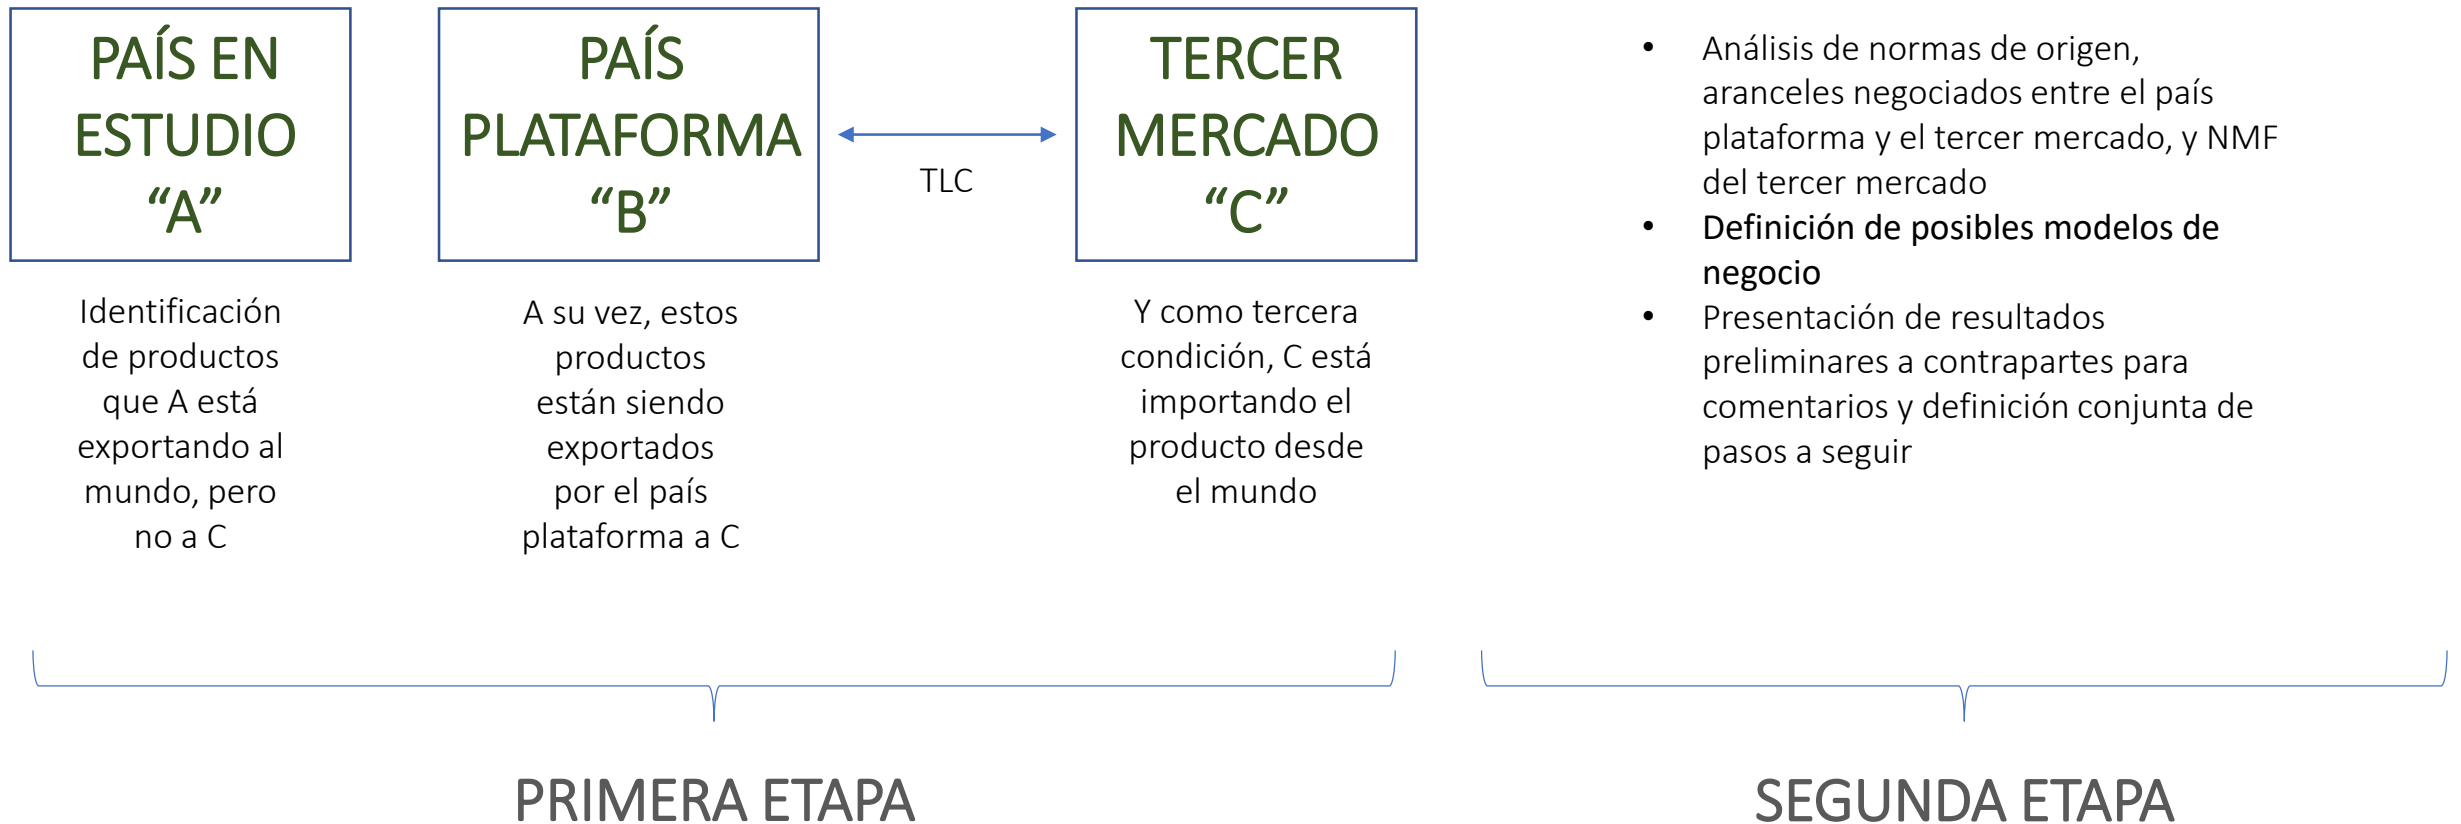 PAÍS EN
ESTUDIO
“A”
Identificación
de productos
que A está
exportando al
mundo, pero
no a C
PAÍS
PLATAFORMA
“B”
A su vez, estos
productos
están siendo
exportados
por el país
plataforma a C
TLC
TERCER
MERCADO
“C”
Y como tercera
condición, C está
importando el
producto desde
el mundo
PRIMERA ETAPA
• Análisis de normas de origen,
aranceles negociados entre el país
plataforma y el tercer mercado, y NMF
del tercer mercado
• Definición de posibles modelos de
negocio
• Presentación de resultados
preliminares a contrapartes para
comentarios y definición conjunta de
pasos a seguir
SEGUNDA ETAPA